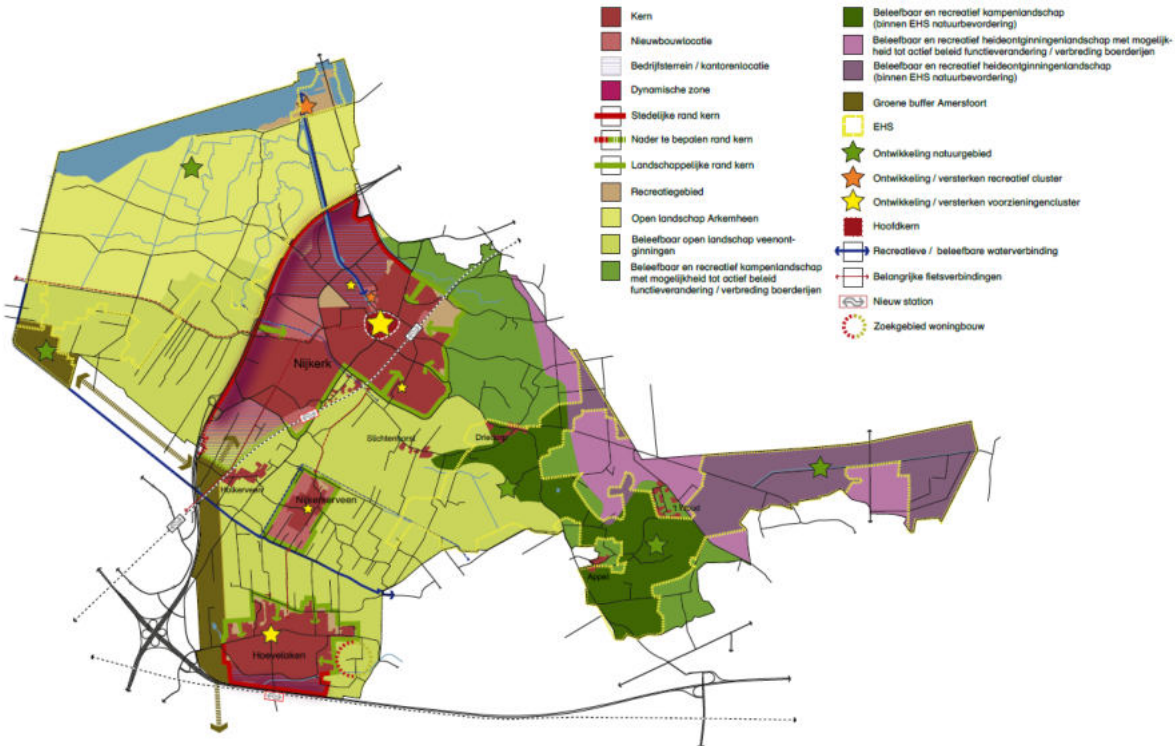 Kern
Nieuwbouwlocatie
Bedrijfsterrein / kantorenlocatie
Dynamische zone
Stedelijke rand kern
Nader te bepalen rand kern
Landschappelijke rand kern
Recreatiegebied
Open landschap Arkemheen
Beleefbaar open landschap veenont-
ginningen
Beleefbaar en recreatief kampenlandschap
met mogelijkheid tot actief beleid
functieverandering / verbreding boerderijen
Beleefbaar en recreatief kampenlandschap
(binnen EHS natuurbevordering)
Beleefbaar en recreatief heideontginningenlandschap met mogelijk-
heid tot actief beleid functieverandering / verbreding boerderijen
Beleefbaar en recreatief heideontginningenlandschap
(binnen EHS natuurbevordering)
Groene buffer Amersfoort
EHS
Ontwikkeling natuurgebied
Ontwikkeling / versterken recreatief cluster
Ontwikkeling / versterken voorzieningencluster
Hoofdkern
Recreatieve / beleefbare waterverbinding
Belangrijke fietsverbindingen
Nieuw station
Zoekgebied woningbouw
Nijkerk
Slichtenhorst
Nijkerkerveen
Appel
Hoevelaken